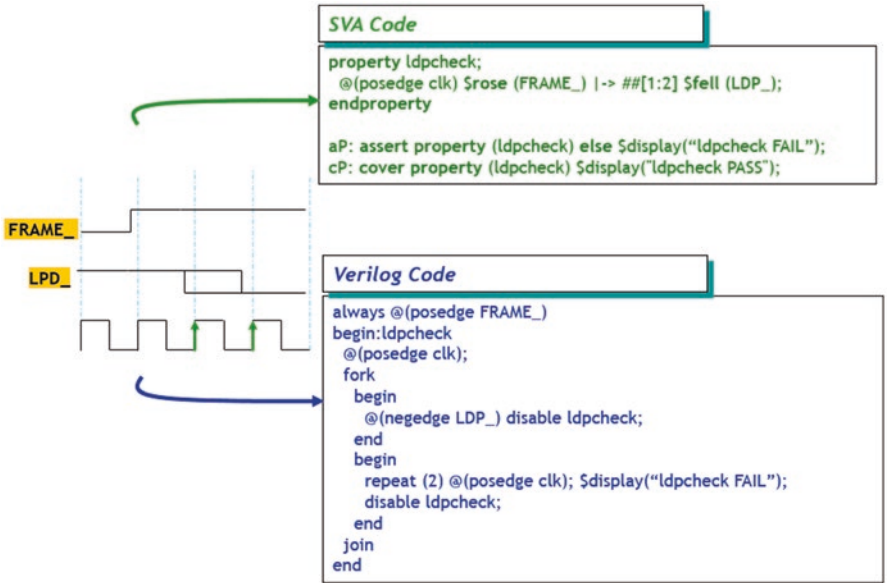 SVA Code
property ldpcheck;
@(posedge clk) $rose (FRAME_) |-> ##[1:2] $fell (LDP_);
endproperty
aP: assert property (ldpcheck) else $display(“ldpcheck FAIL”);
cP: cover property (ldpcheck) $display("ldpcheck PASS");
FRAME_
LPD_
Verilog Code
always @(posedge FRAME_)
begin:ldpcheck
@(posedge clk);
fork
begin
@(negedge LDP_) disable ldpcheck;
end
begin
repeat (2) @(posedge clk); $display(“ldpcheck FAIL”);
disable ldpcheck;
end
join
end